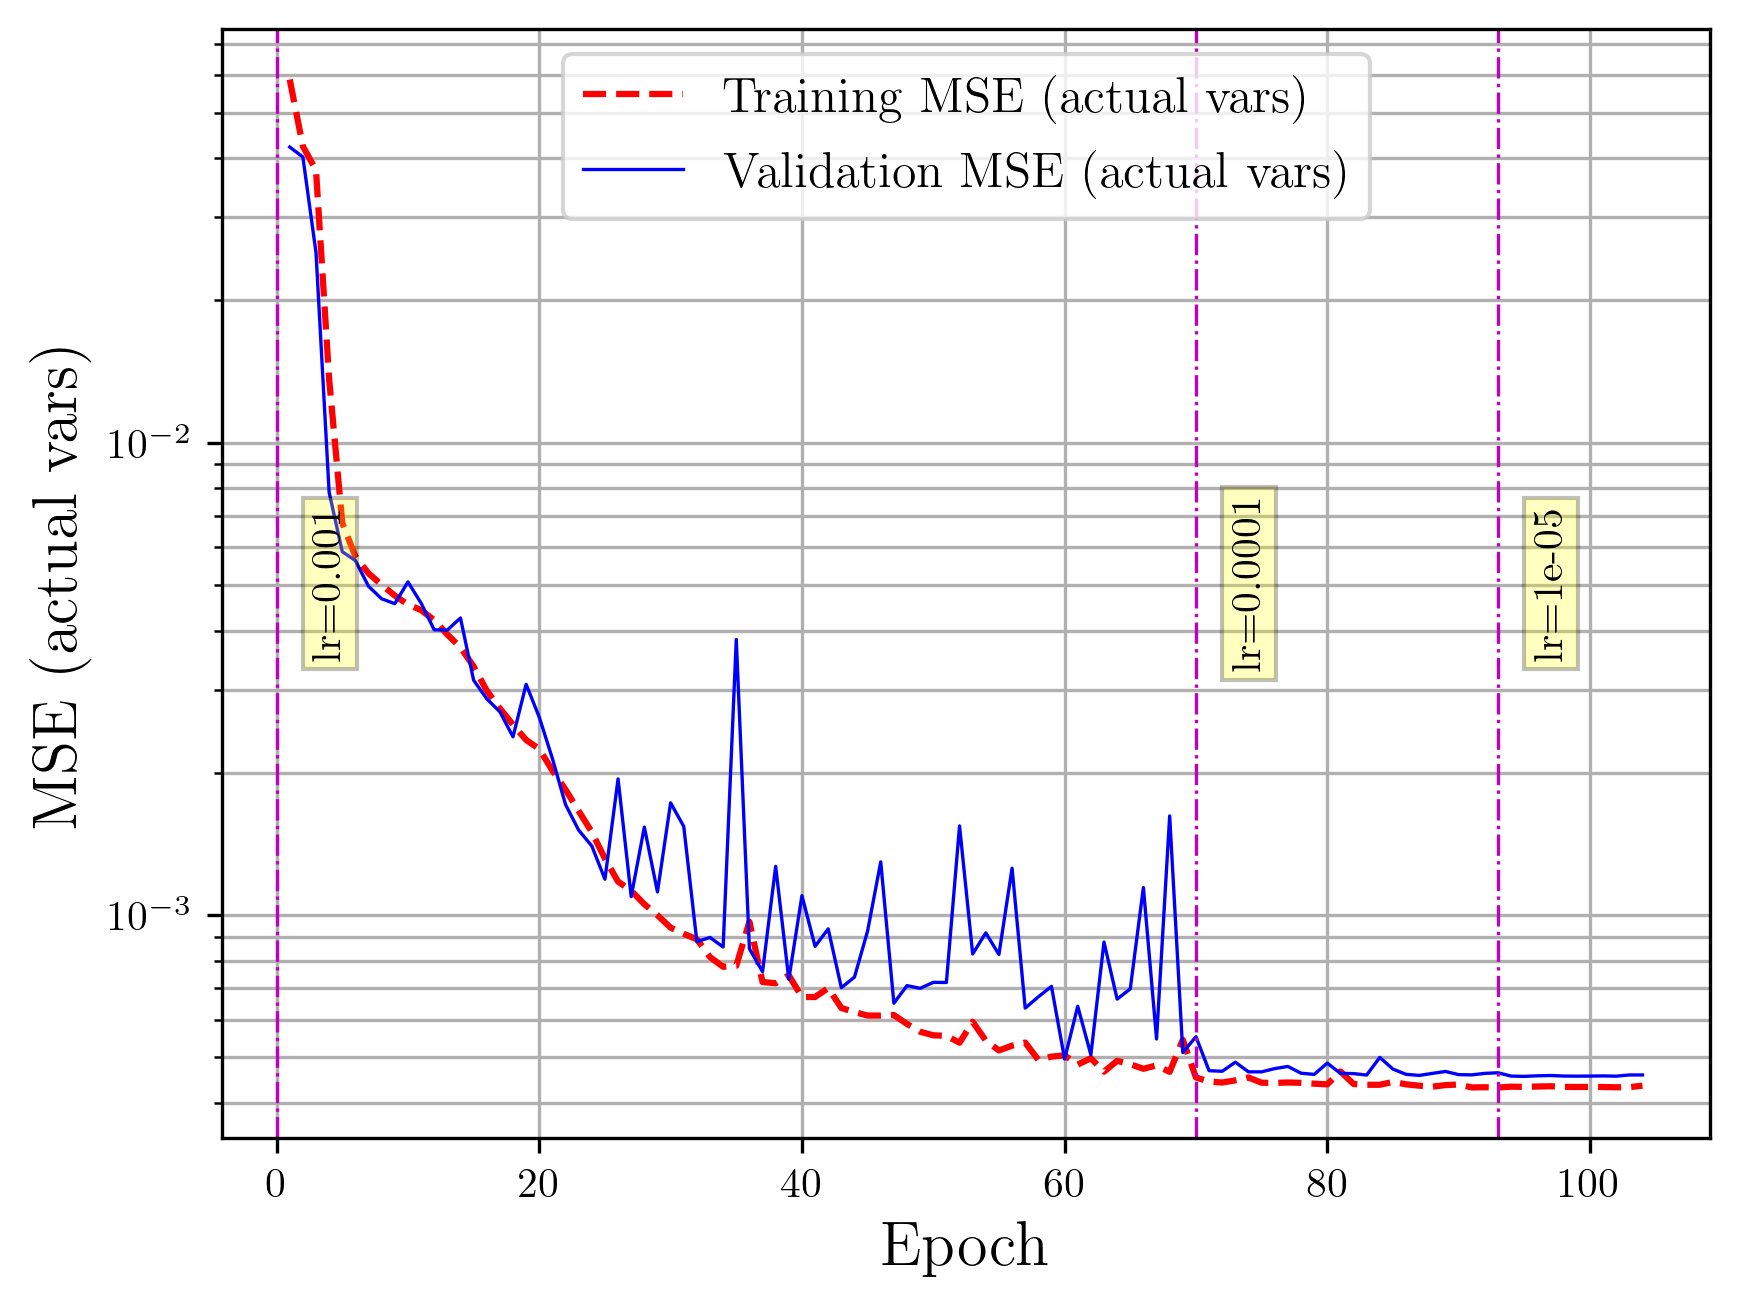 Training MSE (actual vars)
Validation MSE (actual vars)
MSE (actual vars)
10⁻²
10⁻³
lr=0.001
lr=0.0001
lr=1e-05
0 20 40 60 80 100
Epoch